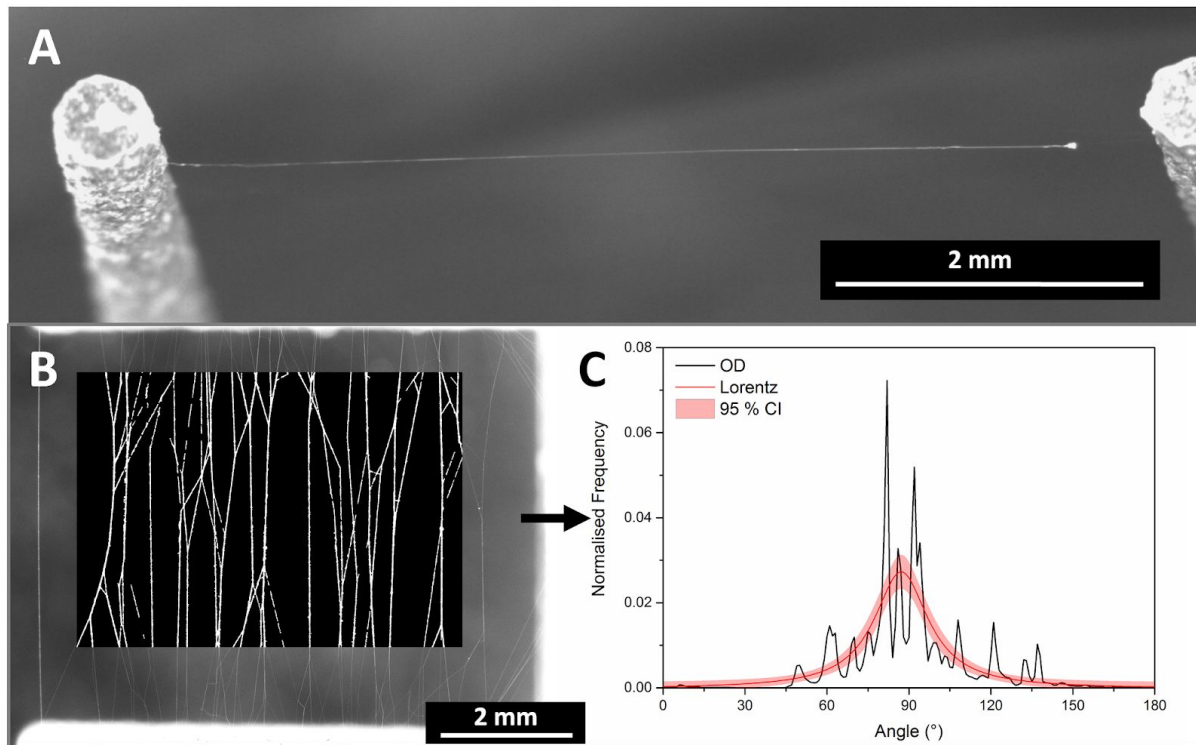 A
2 mm
B
2 mm
C
OD
Lorentz
95 % CI
Normalised Frequency
0.08
0.06
0.04
0.02
0.00
0 30 60 90 120 150 180
Angle (°)